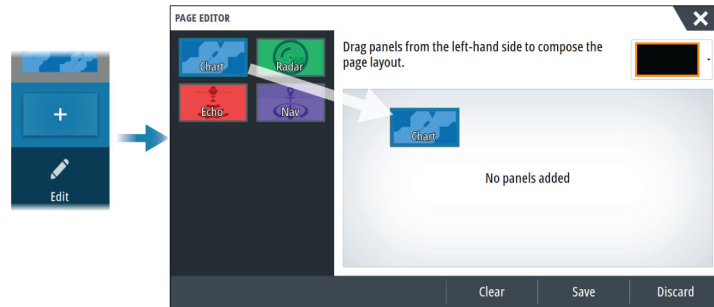 +
Edit
PAGE EDITOR
Chart
Radar
Echo
Nav
Drag panels from the left-hand side to compose the
page layout.
Chart
No panels added
Clear
Save
Discard